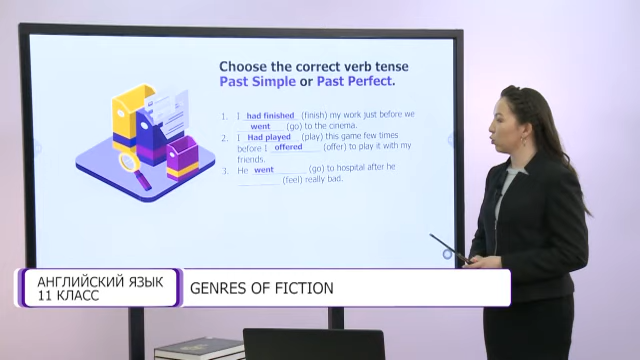 Choose the correct verb tense
Past Simple or Past Perfect.
1. I had finished (finish) my work just before we
went (go) to the cinema.
2. I Had played (play) this game few times
before I offered (offer) to play it with my
friends.
3. He went (go) to hospital after he
(feel) really bad.
АНГЛИЙСКИЙ ЯЗЫК
11 КЛАСС
GENRES OF FICTION